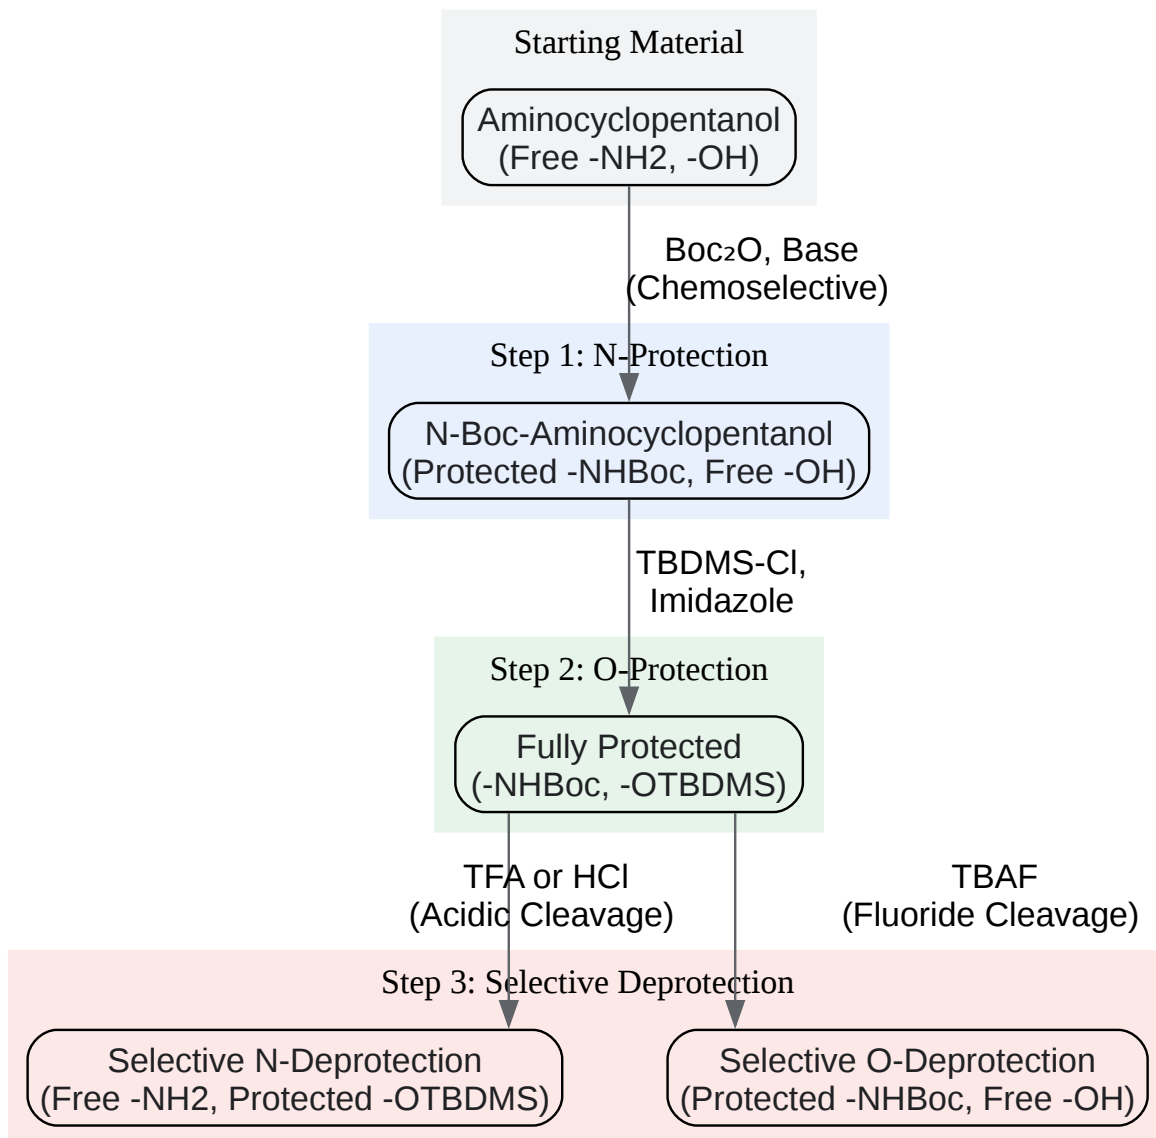 Starting Material
Aminocyclopentanol
(Free -NH2, -OH)
Boc₂O, Base
(Chemoselective)
Step 1: N-Protection
N-Boc-Aminocyclopentanol
(Protected -NHBoc, Free -OH)
TBDMS-Cl,
Imidazole
Step 2: O-Protection
Fully Protected
(-NHBoc, -OTBDMS)
TFA or HCl
(Acidic Cleavage)
TBAF
(Fluoride Cleavage)
Step 3: Selective Deprotection
Selective N-Deprotection
(Free -NH2, Protected -OTBDMS)
Selective O-Deprotection
(Protected -NHBoc, Free -OH)